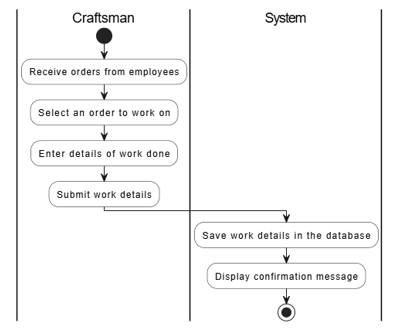 Craftsman
System
Receive orders from employees
Select an order to work on
Enter details of work done
Submit work details
Save work details in the database
Display confirmation message